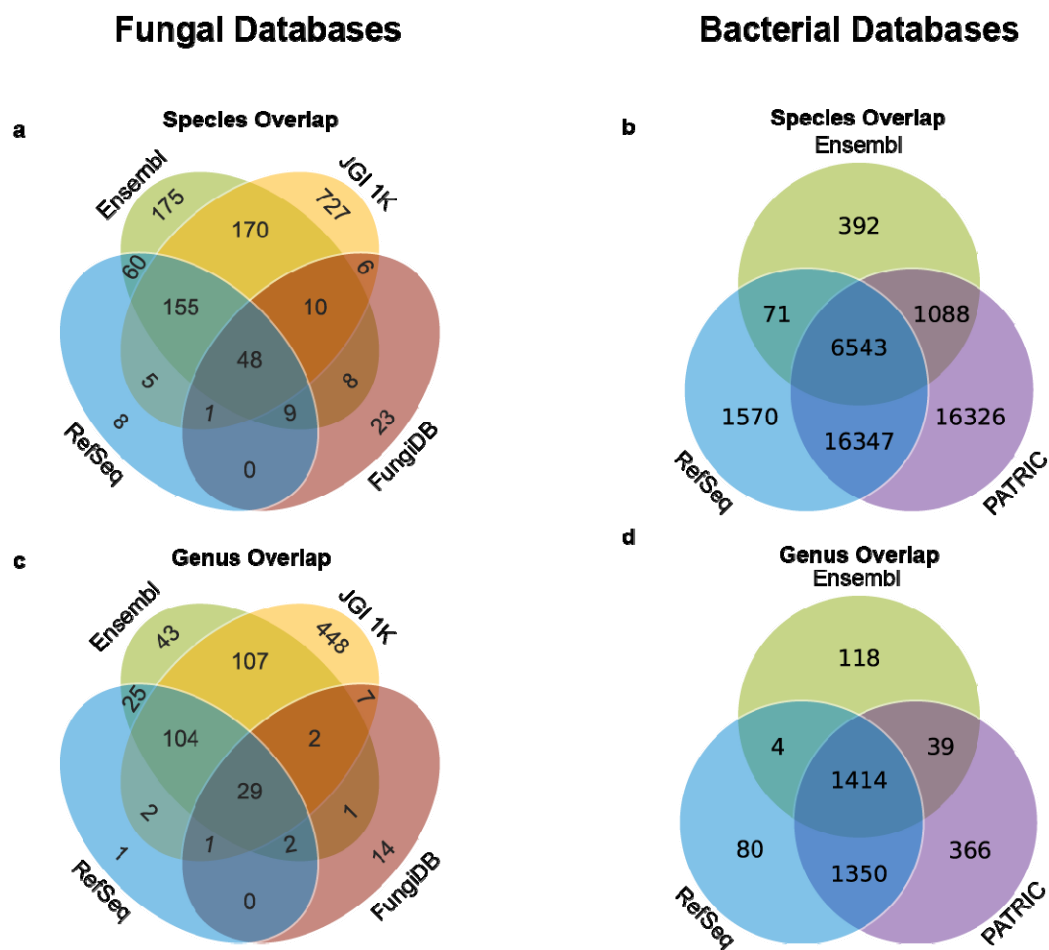 Fungal Databases
Bacterial Databases
a
Species Overlap
Ensembl
JGI 1K
175
727
170
60
6
155
10
48
5
8
1
9
8
23
0
RefSeq
FungiDB
b
Species Overlap
Ensembl
392
71
1088
6543
1570
16326
16347
RefSeq
PATRIC
c
Genus Overlap
Ensembl
JGI 1K
43
448
107
25
7
104
2
29
2
1
1
2
1
14
0
RefSeq
FungiDB
d
Genus Overlap
Ensembl
118
4
39
1414
80
366
1350
RefSeq
PATRIC